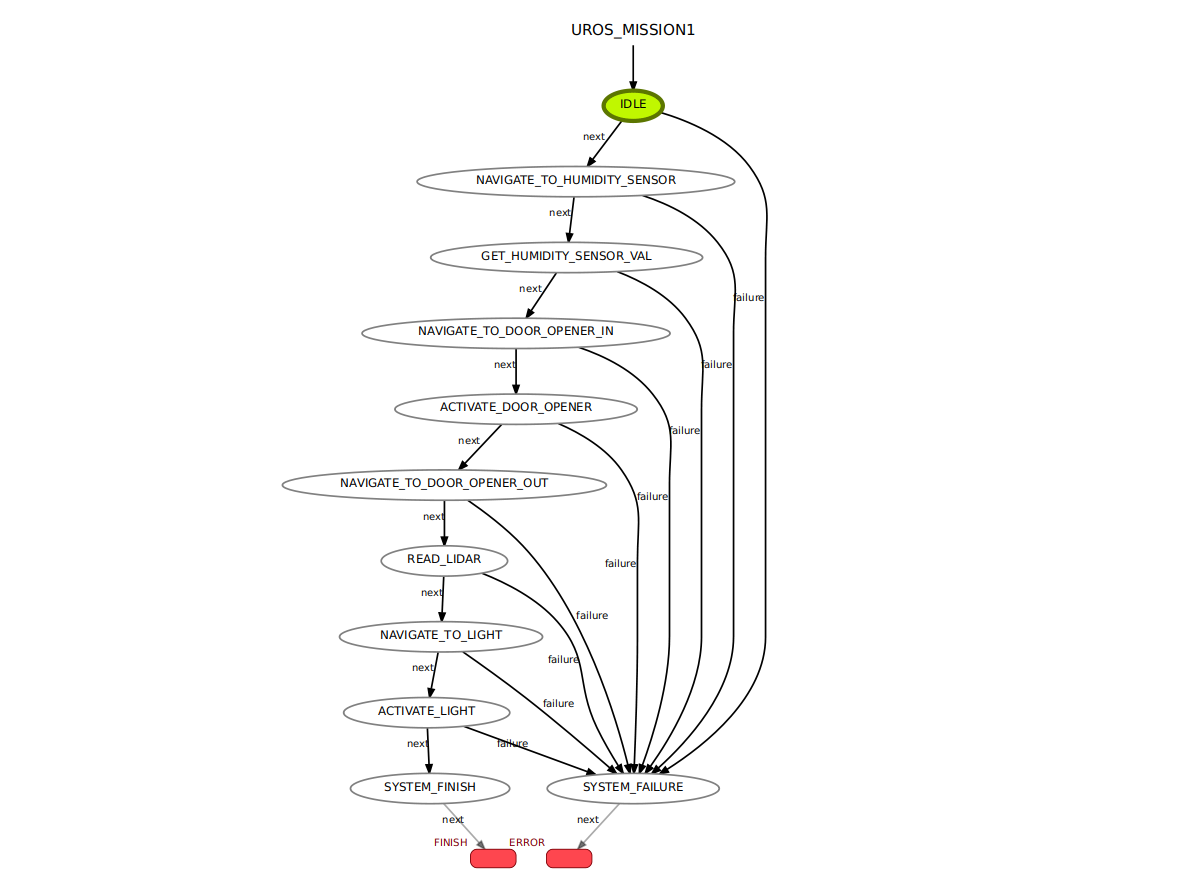 UROS_MISSION1
IDLE
next
NAVIGATE_TO_HUMIDITY_SENSOR
next
GET_HUMIDITY_SENSOR_VAL
next
failure
NAVIGATE_TO_DOOR_OPENER_IN
next
failure
ACTIVATE_DOOR_OPENER
failure
next
NAVIGATE_TO_DOOR_OPENER_OUT
failure
next
READ_LIDAR
failure
next
failure
NAVIGATE_TO_LIGHT
failure
next
failure
ACTIVATE_LIGHT
next
failure
SYSTEM_FINISH
SYSTEM_FAILURE
next
next
FINISH
ERROR